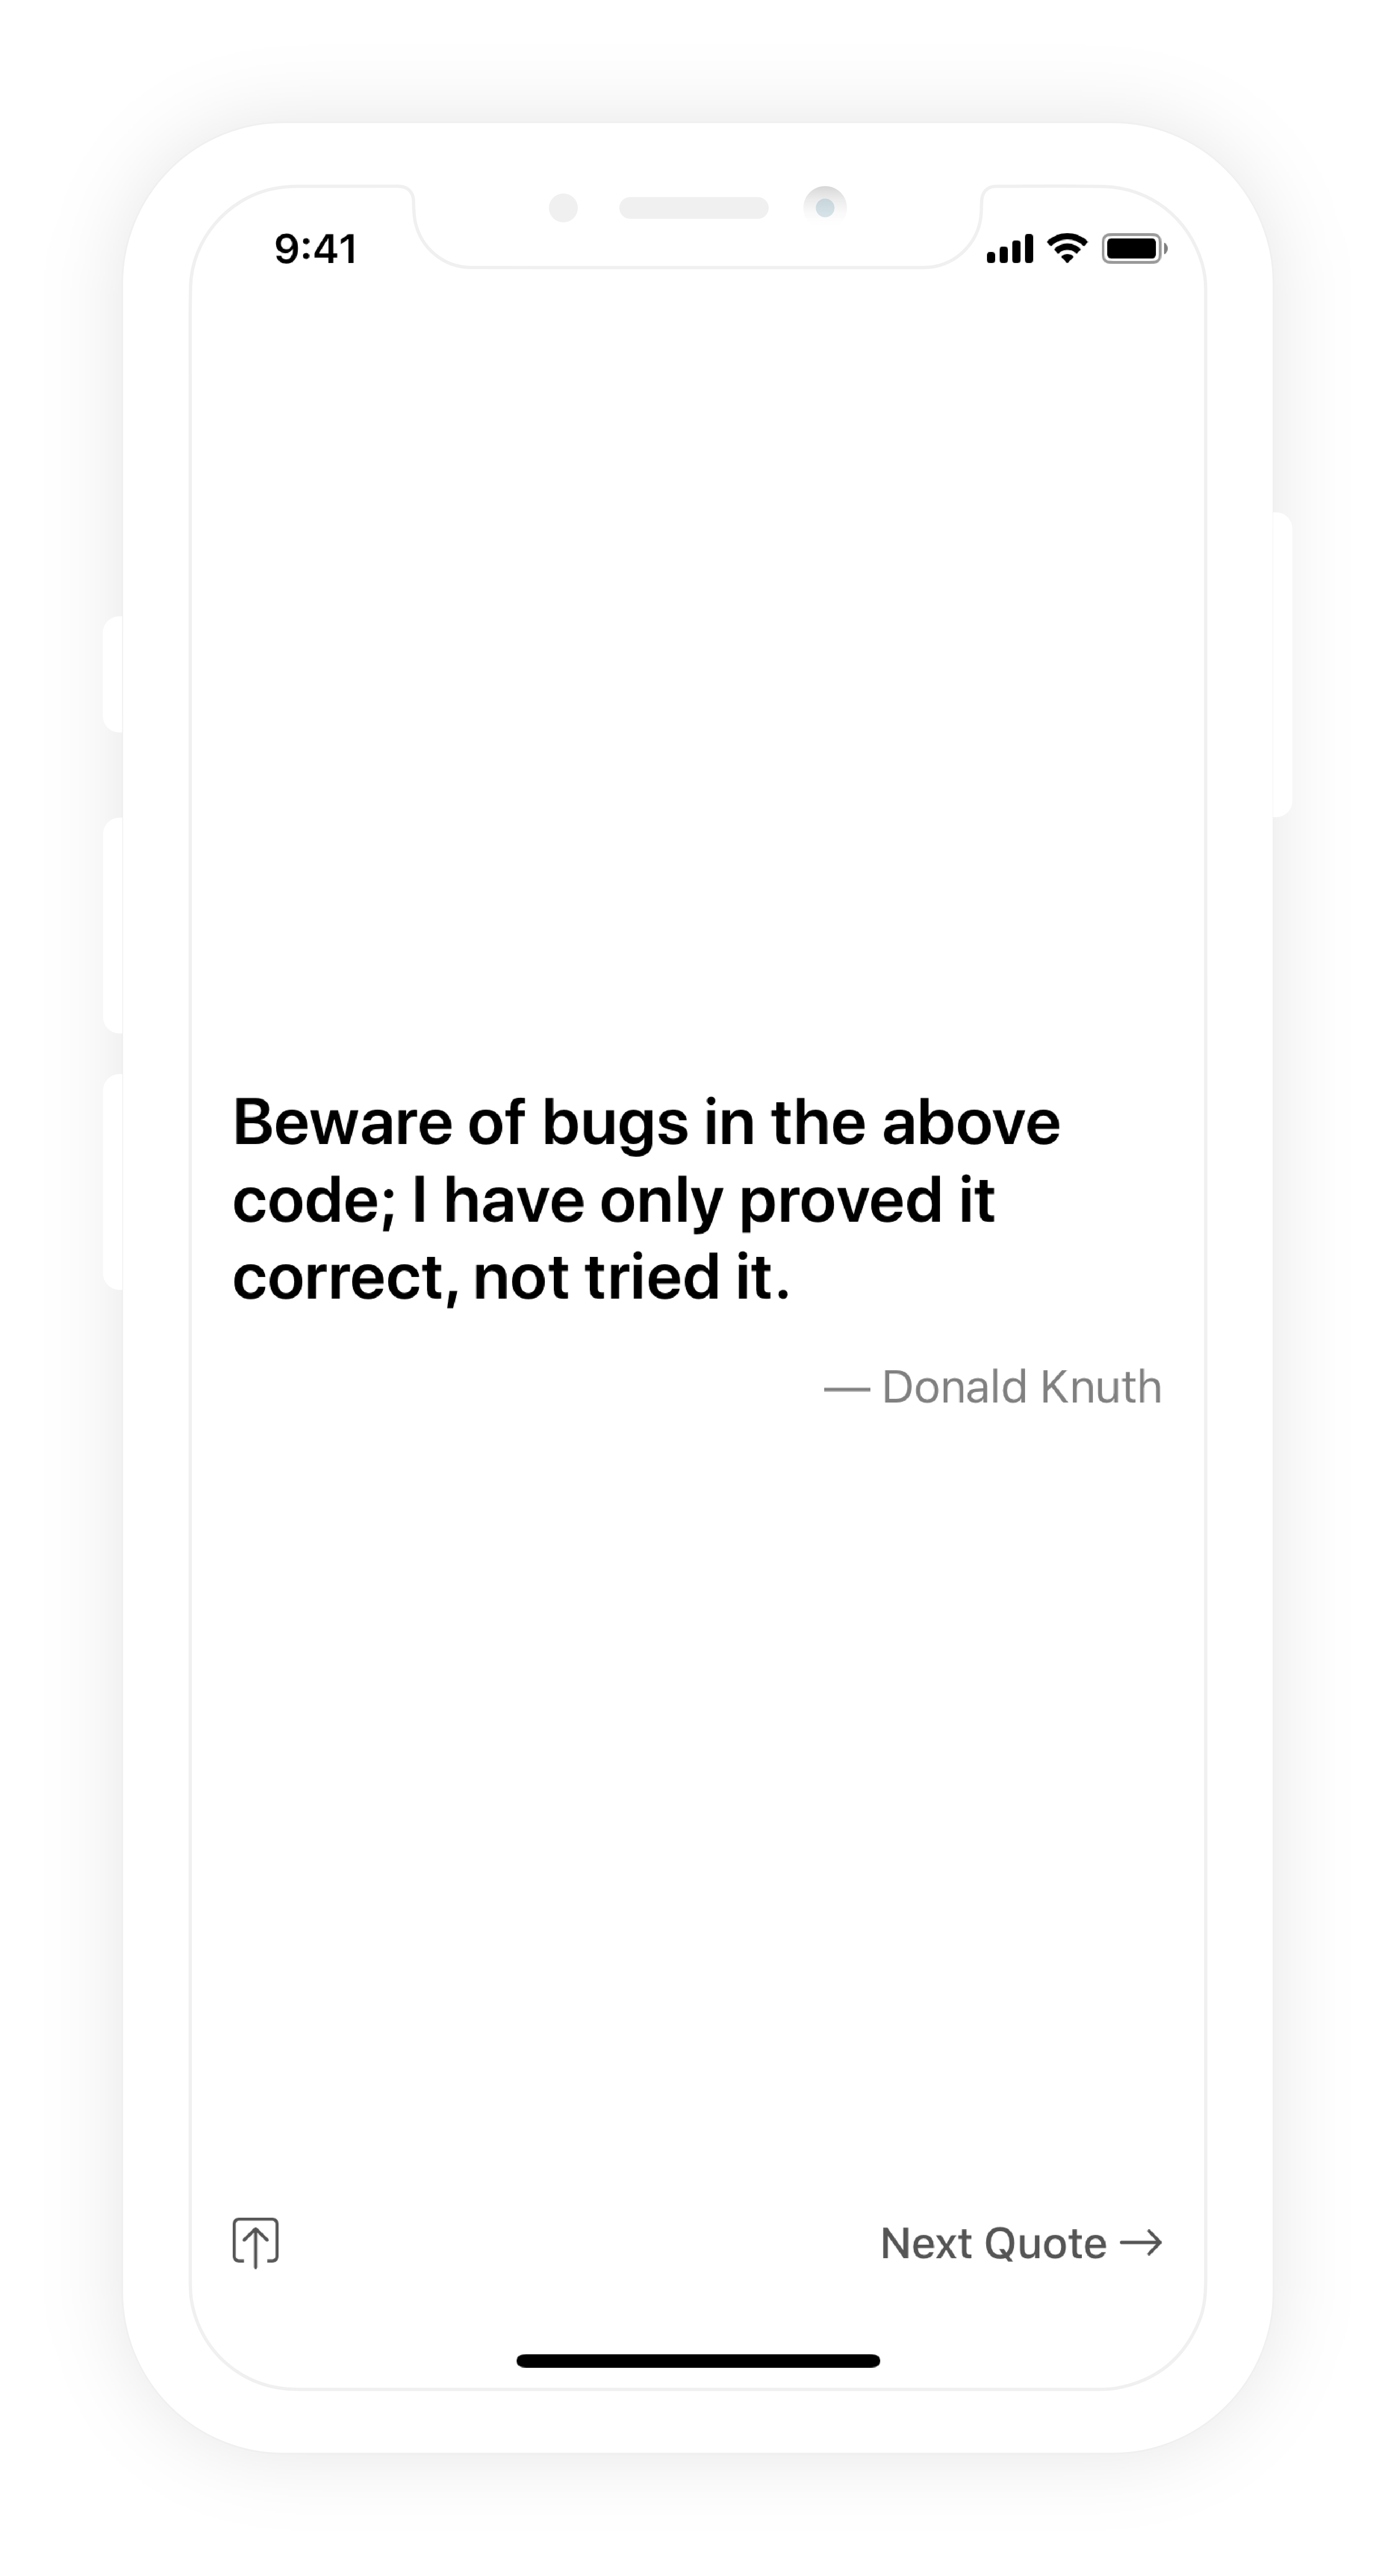 9:41
Beware of bugs in the above
code; I have only proved it
correct, not tried it.
— Donald Knuth
Next Quote →